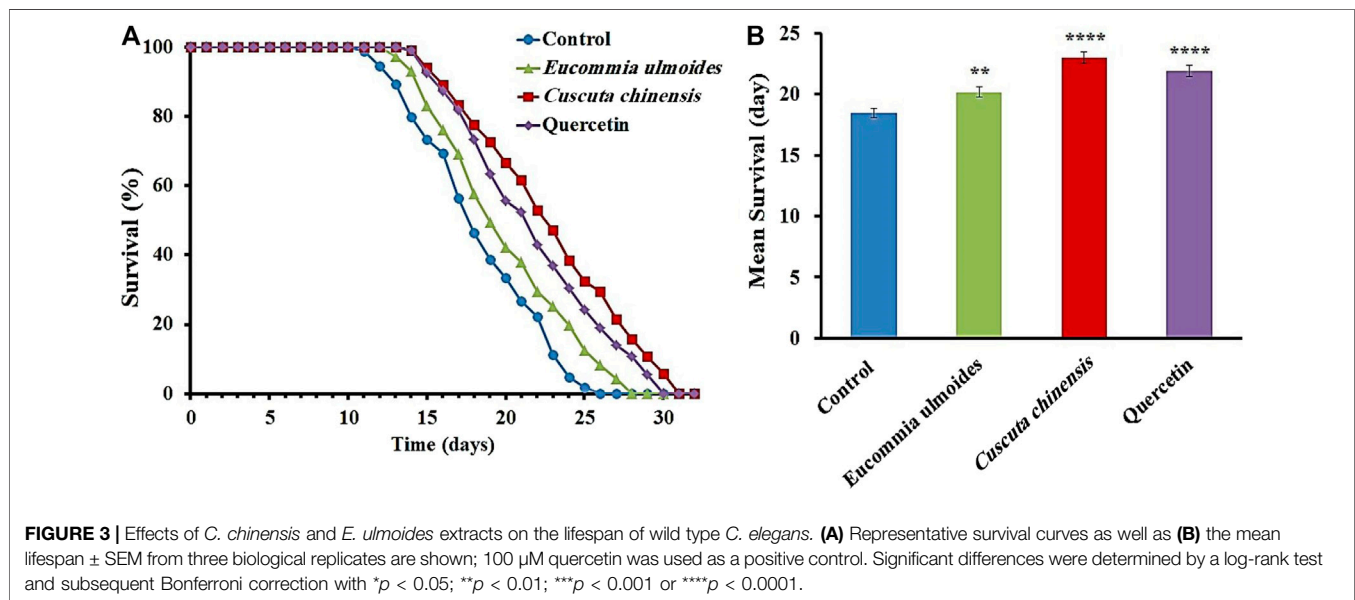 A
Survival (%)
100
80
60
40
20
0
0 5 10 15 20 25 30
Time (days)
Control
Eucommia ulmoides
Cuscuta chinensis
Quercetin
B
Mean Survival (day)
25
20
15
10
5
0
**
****
****
Control
Eucommia ulmoides
Cuscuta chinensis
Quercetin
FIGURE 3 | Effects of C. chinensis and E. ulmoides extracts on the lifespan of wild type C. elegans. (A) Representative survival curves as well as (B) the mean
lifespan ± SEM from three biological replicates are shown; 100 µM quercetin was used as a positive control. Significant differences were determined by a log-rank test
and subsequent Bonferroni correction with *p < 0.05; **p < 0.01; ***p < 0.001 or ****p < 0.0001.